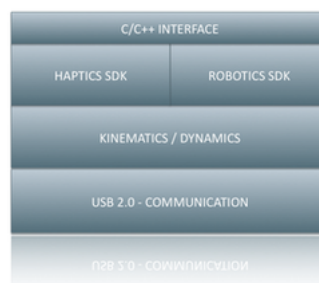 C/C++ INTERFACE
HAPTICS SDK ROBOTICS SDK
KINEMATICS / DYNAMICS
USB 2.0 - COMMUNICATION